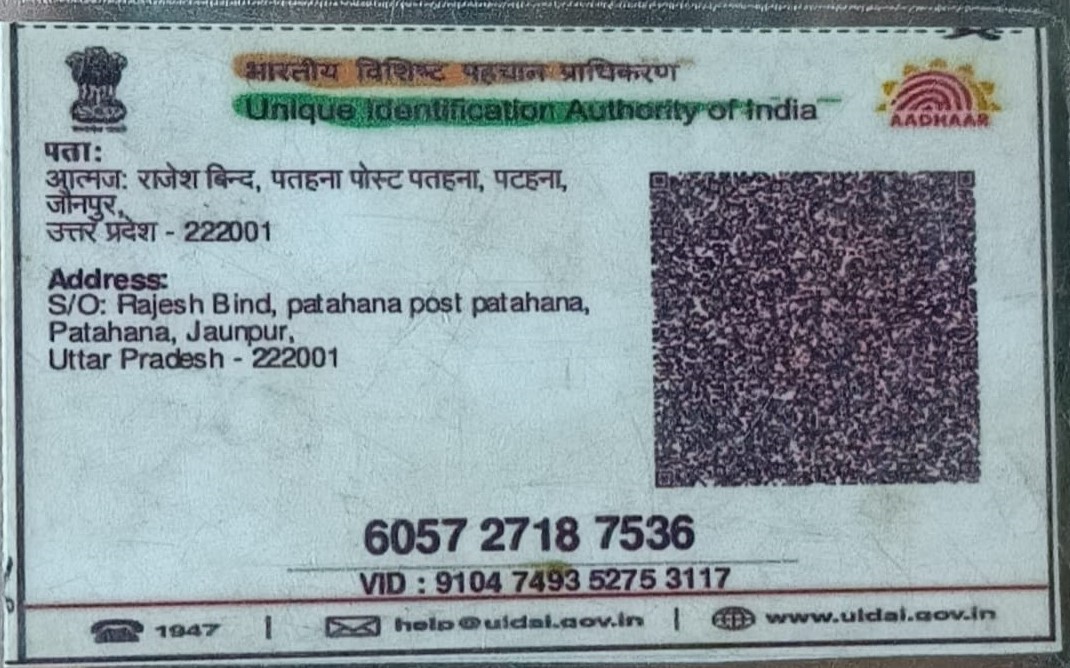 भारतीय विशिष्ट पहचान प्राधिकरण
Unique Identification Authority of India
AADHAAR
पता:
आत्मज: राजेश बिन्द, पतहना पोस्ट पतहना, पटहना,
जौनपुर,
उत्तर प्रदेश - 222001
Address:
S/O: Rajesh Bind, patahana post patahana,
Patahana, Jaunpur,
Uttar Pradesh - 222001
6057 2718 7536
VID : 9104 7493 5275 3117
1947 | help@uidai.gov.in | www.uidai.gov.in